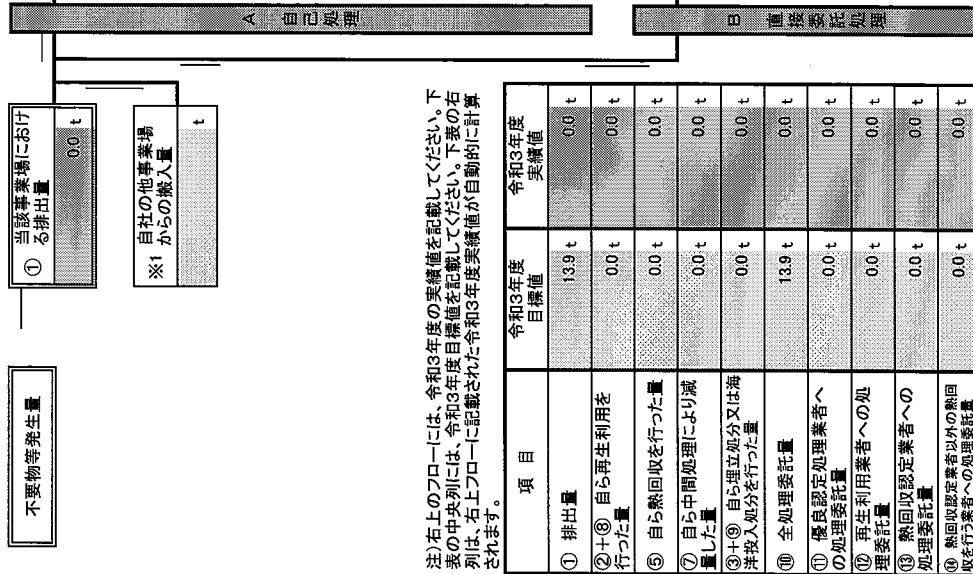 不要物等発生量
① 当該事業場におけ
る排出量
0.0 t
※1 自社の他事業場
からの搬入量
t
A 自己処理
B 直接委託処理
注)右上のフローには、令和3年度の実績値を記載してください。下
表の中央列には、令和3年度目標値を記載してください。下表の右
列は、右上フローに記載された令和3年度実績値が自動的に計算
されます。
項 目
令和3年度
目標値
令和3年度
実績値
① 排出量 13.9 t 0.0 t
②+⑧ 自ら再生利用を
行った量 0.0 t 0.0 t
⑤ 自ら熱回収を行った量 0.0 t 0.0 t
⑦ 自ら中間処理により減
量した量 0.0 t 0.0 t
③+⑨ 自ら埋立処分又は海
洋投入処分を行った量 0.0 t 0.0 t
⑩ 全処理委託量 13.9 t 0.0 t
⑪ 優良認定処理業者へ
の処理委託量 0.0 t 0.0 t
⑫ 再生利用業者への処
理委託量 0.0 t 0.0 t
⑬ 熱回収認定業者への
処理委託量 0.0 t 0.0 t
⑭ 熱回収認定業者以外の熱回
収を行う業者への処理委託量 0.0 t 0.0 t